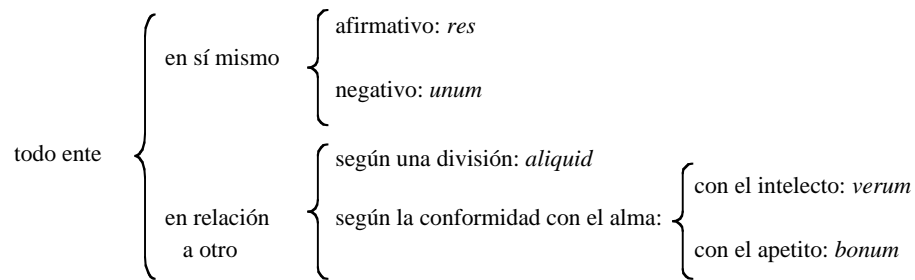 todo ente
en sí mismo
afirmativo: res
negativo: unum
en relación
a otro
según una división: aliquid
según la conformidad con el alma:
con el intelecto: verum
con el apetito: bonum